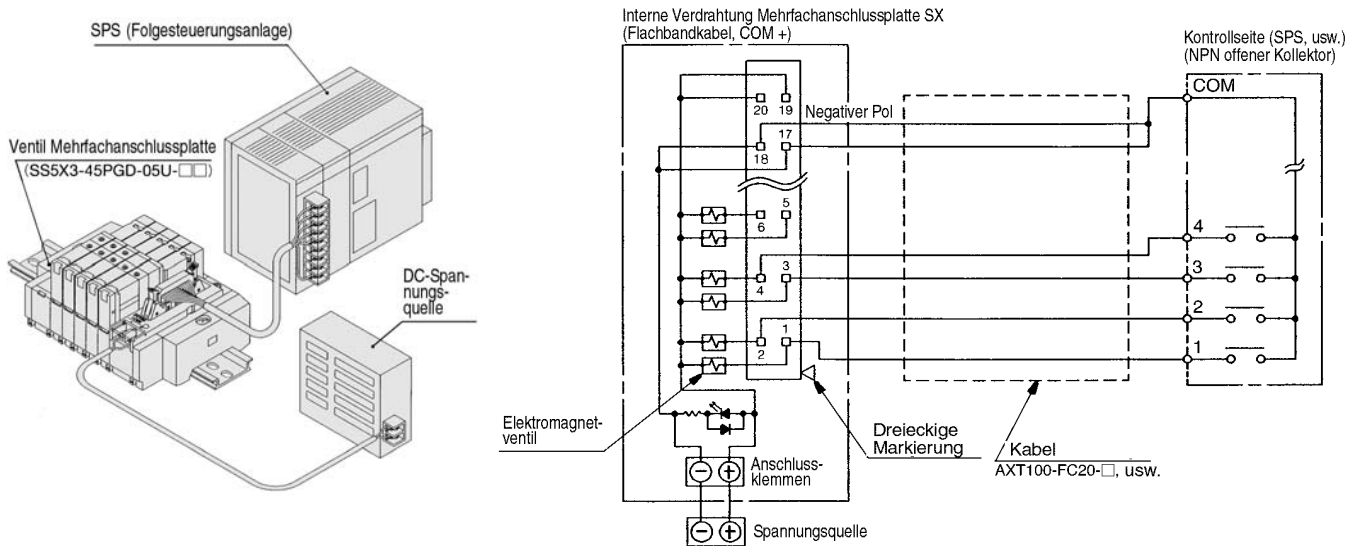 SPS (Folgesteuerungsanlage)
Ventil Mehrfachanschlussplatte
(SS5X3-45PGD-05U-□□)
DC-Span-
nungs-
quelle
Interne Verdrahtung Mehrfachanschlussplatte SX
(Flachbandkabel, COM +)
Kontrollseite (SPS, usw.)
(NPN offener Kollektor)
COM
20 19
Negativer Pol
17
18
5
6
4
3
4
3
2
1
2
1
Elektromagnet-
ventil
Dreieckige
Markierung
Kabel
AXT100-FC20-□, usw.
− +
Anschluss-
klemmen
− +
Spannungsquelle